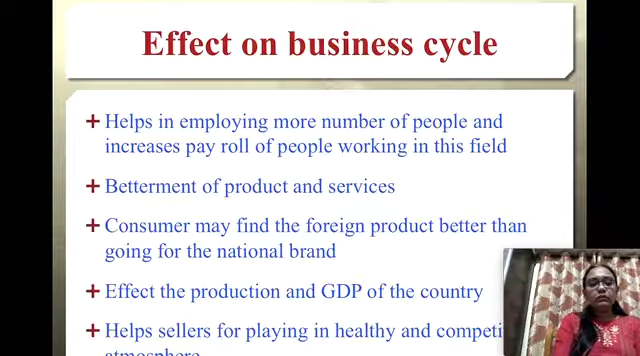 Effect on business cycle
+ Helps in employing more number of people and
increases pay roll of people working in this field
+ Betterment of product and services
+ Consumer may find the foreign product better than
going for the national brand
+ Effect the production and GDP of the country
+ Helps sellers for playing in healthy and competi
atmosphere